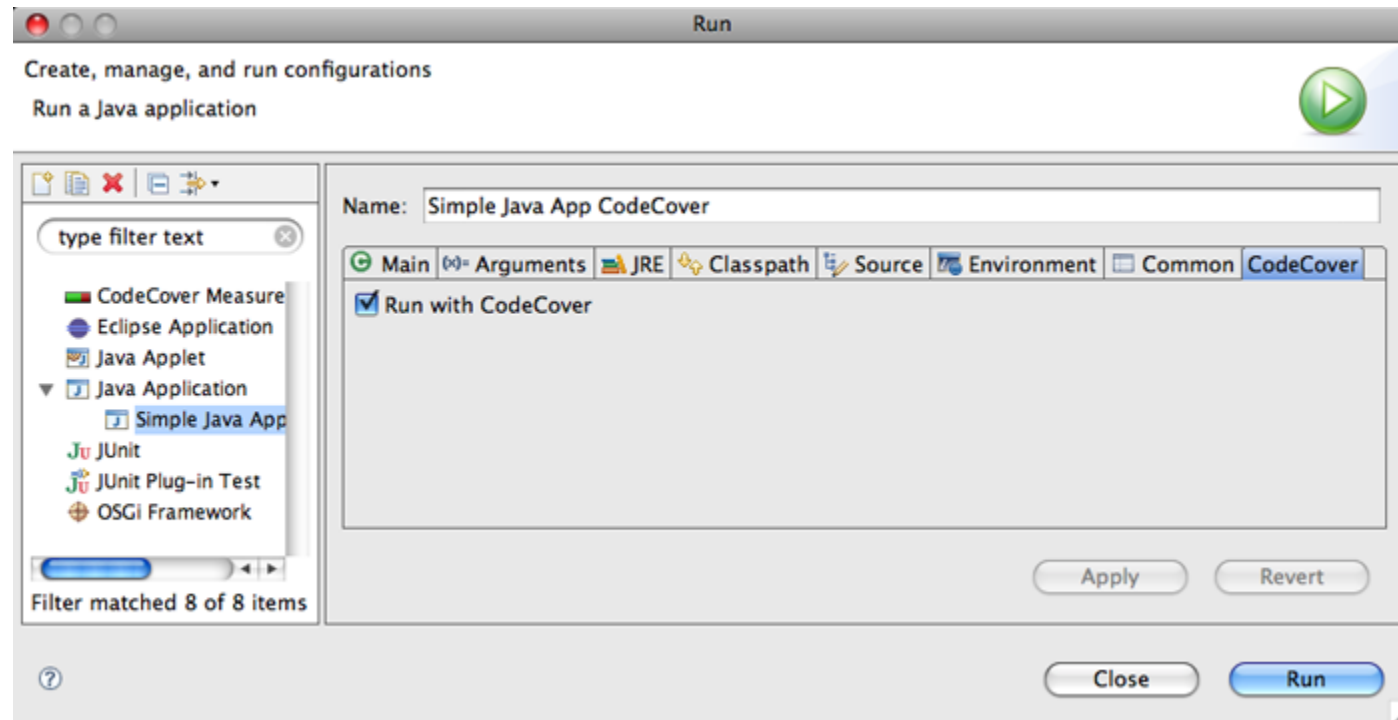 Run
Create, manage, and run configurations
Run a Java application
type filter text
CodeCover Measure
Eclipse Application
Java Applet
Java Application
Simple Java App
JUnit
JUnit Plug-in Test
OSGi Framework
Filter matched 8 of 8 items
Name: Simple Java App CodeCover
Main (x)= Arguments JRE Classpath Source Environment Common CodeCover
Run with CodeCover
Apply Revert
Close Run